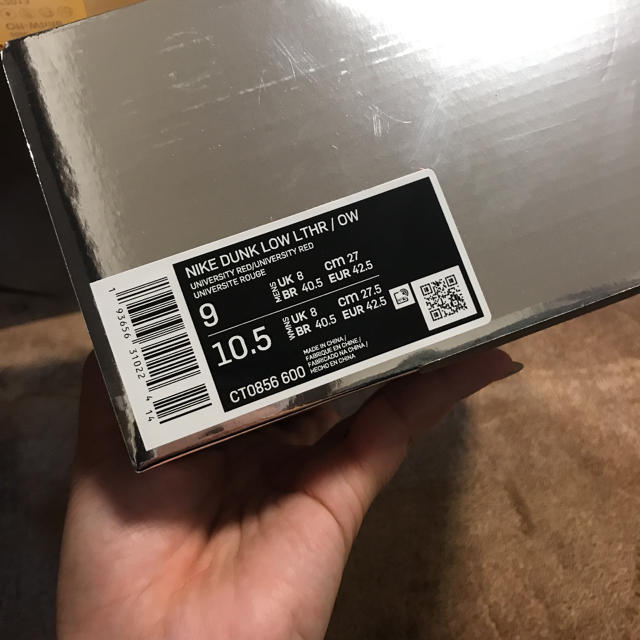 NIKE DUNK LOW LTHR / OW
UNIVERSITY RED/UNIVERSITY RED
UNIVERSITE ROUGE
9 MENS UK 8 cm 27
BR 40.5 EUR 42.5
10.5 WMNS UK 8 cm 27.5
BR 40.5 EUR 42.5
CT0856 600
MADE IN CHINA /
FABRIQUE EN CHINE /
FABRICADO NA CHINA /
HECHO EN CHINA
1 93656 31022 4 14